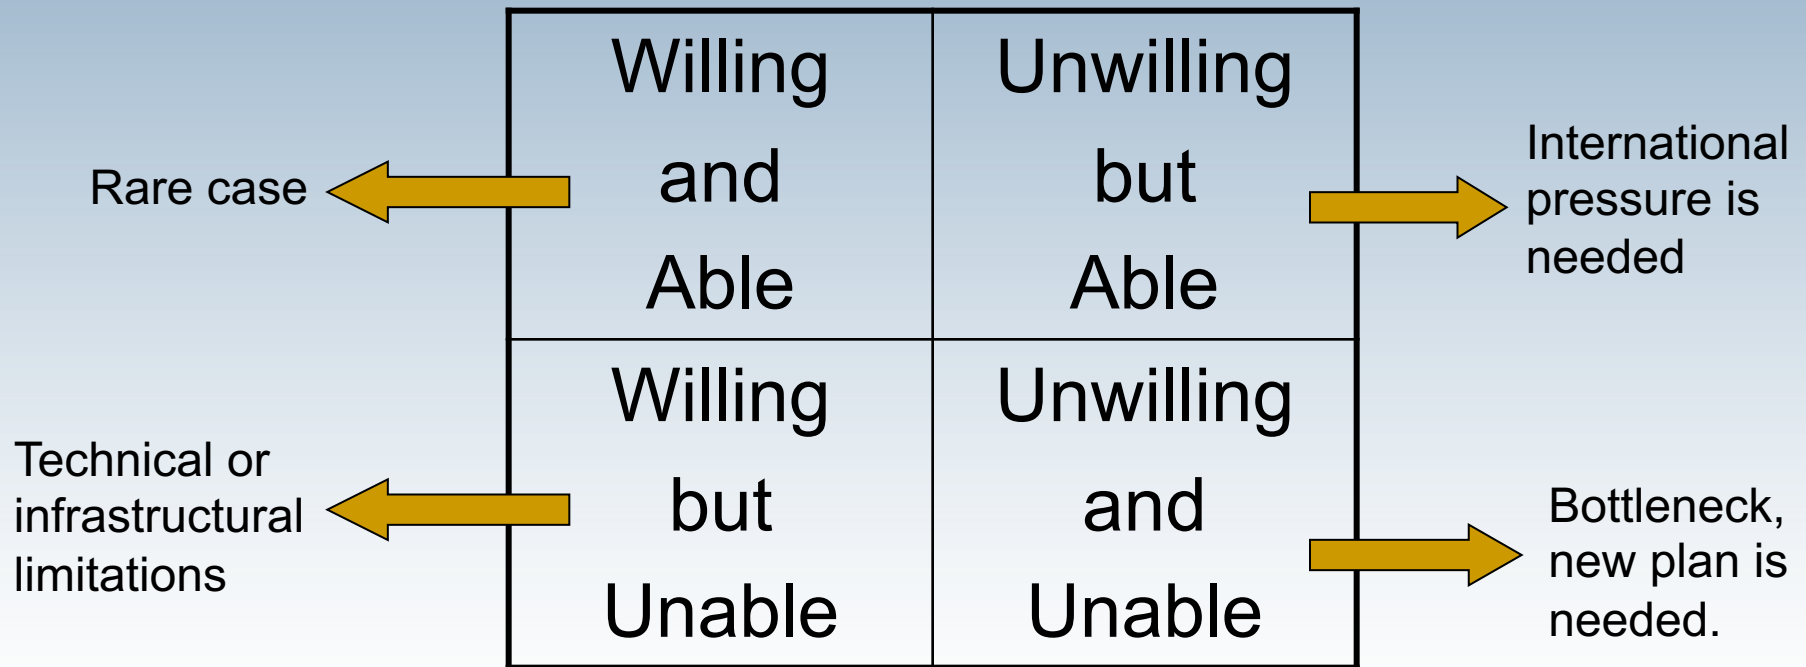 Rare case
Willing
and
Able
Unwilling
but
Able
International
pressure is
needed
Technical or
infrastructural
limitations
Willing
but
Unable
Unwilling
and
Unable
Bottleneck,
new plan is
needed.